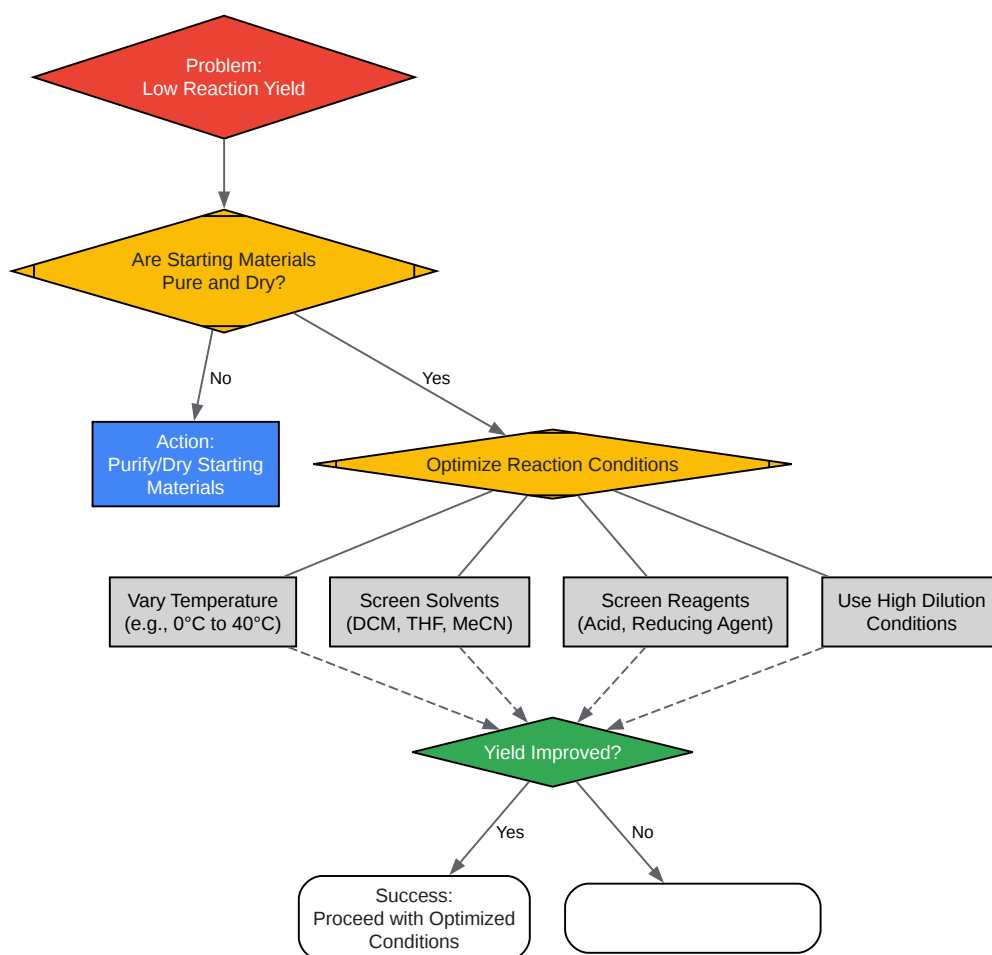 Problem:
Low Reaction Yield
Are Starting Materials
Pure and Dry?
No
Yes
Action:
Purify/Dry Starting
Materials
Optimize Reaction Conditions
Vary Temperature
(e.g., 0°C to 40°C)
Screen Solvents
(DCM, THF, MeCN)
Screen Reagents
(Acid, Reducing Agent)
Use High Dilution
Conditions
Yield Improved?
Yes
No
Success:
Proceed with Optimized
Conditions